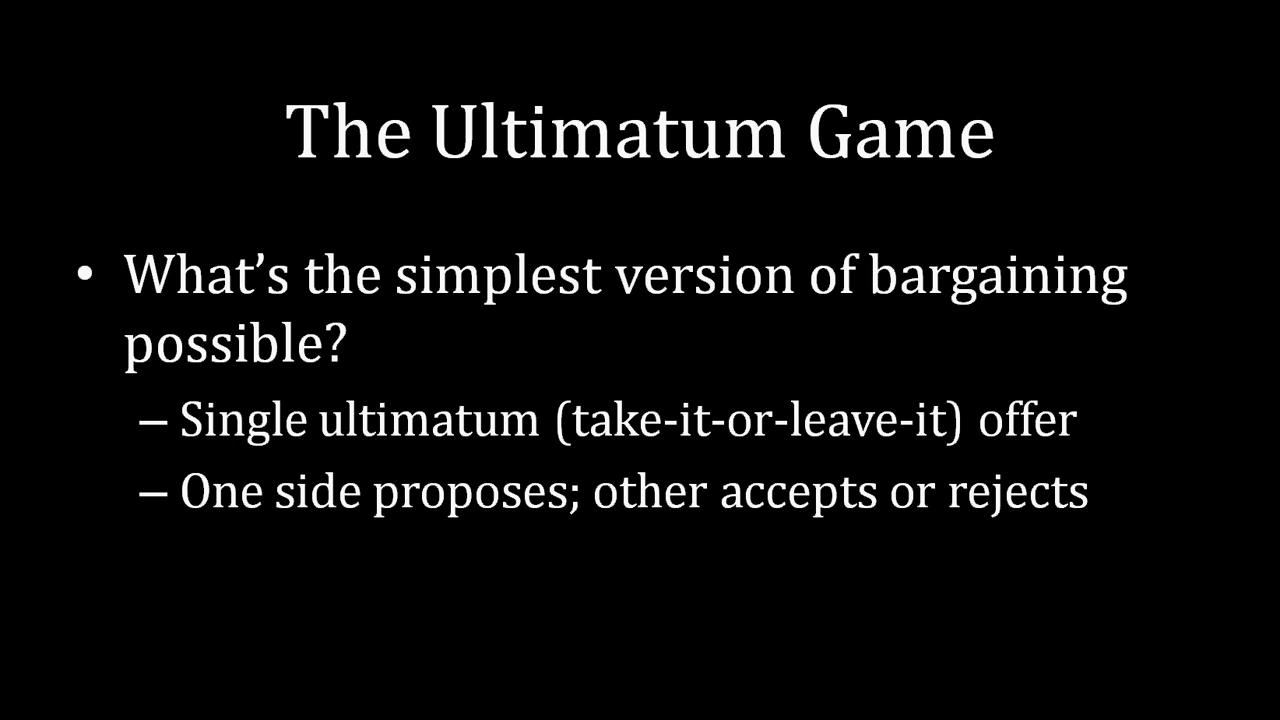 The Ultimatum Game
• What’s the simplest version of bargaining
possible?
– Single ultimatum (take-it-or-leave-it) offer
– One side proposes; other accepts or rejects